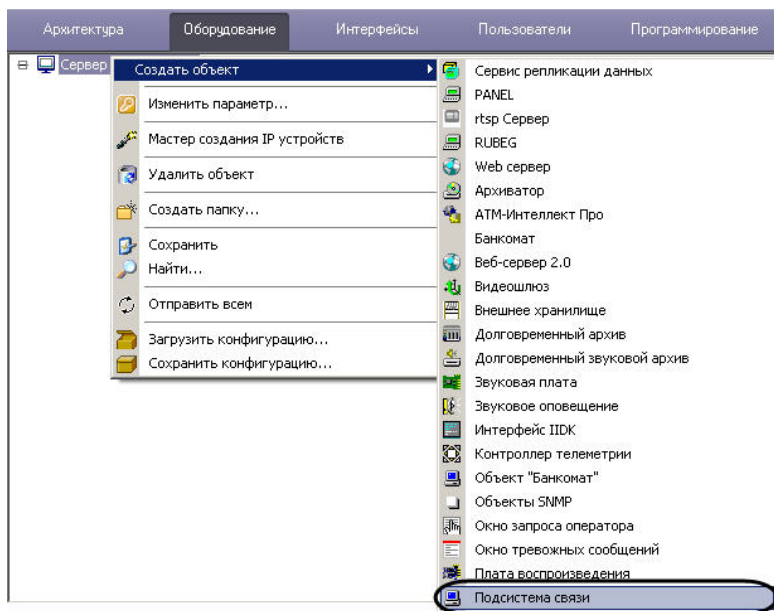 Архитектура Оборудование Интерфейсы Пользователи Программирование
Сервер
Создать объект
Изменить параметр...
Мастер создания IP устройств
Удалить объект
Создать папку...
Сохранить
Найти...
Отправить всем
Загрузить конфигурацию...
Сохранить конфигурацию...
Сервис репликации данных
PANEL
rtsp Сервер
RUBEG
Web сервер
Архиватор
АТМ-Интеллект Про
Банкомат
Веб-сервер 2.0
Видеошлюз
Внешнее хранилище
Долговременный архив
Долговременный звуковой архив
Звуковая плата
Звуковое оповещение
Интерфейс IIDK
Контроллер телеметрии
Объект "Банкомат"
Объекты SNMP
Окно запроса оператора
Окно тревожных сообщений
Плата воспроизведения
Подсистема связи